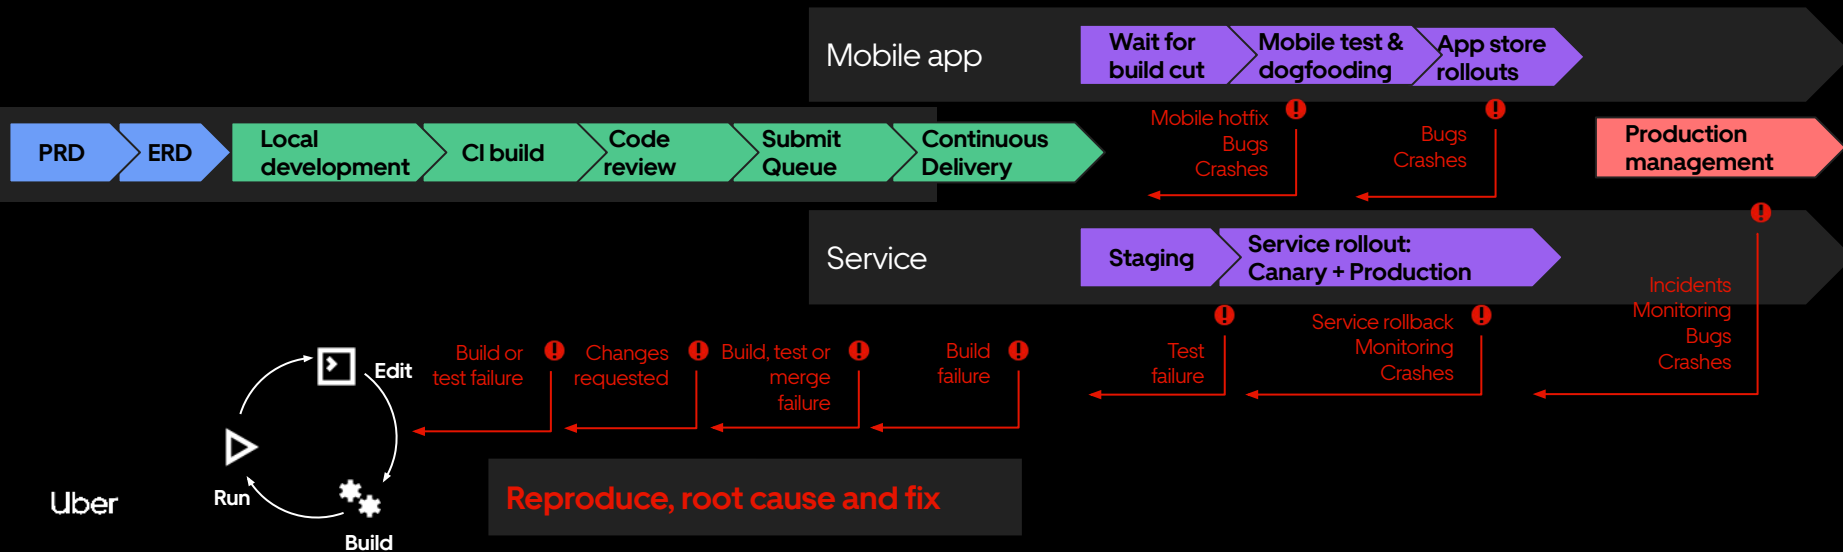 Mobile app
Wait for
build cut
Mobile test &
dogfooding
App store
rollouts
PRD
ERD
Local
development
CI build
Code
review
Submit
Queue
Continuous
Delivery
Mobile hotfix
Bugs
Crashes
Bugs
Crashes
Production
management
Service
Staging
Service rollout:
Canary + Production
Incidents
Monitoring
Bugs
Crashes
Build or
test failure
Changes
requested
Build, test or
merge
failure
Build
failure
Test
failure
Service rollback
Monitoring
Crashes
Edit
Run
Build
Reproduce, root cause and fix
Uber